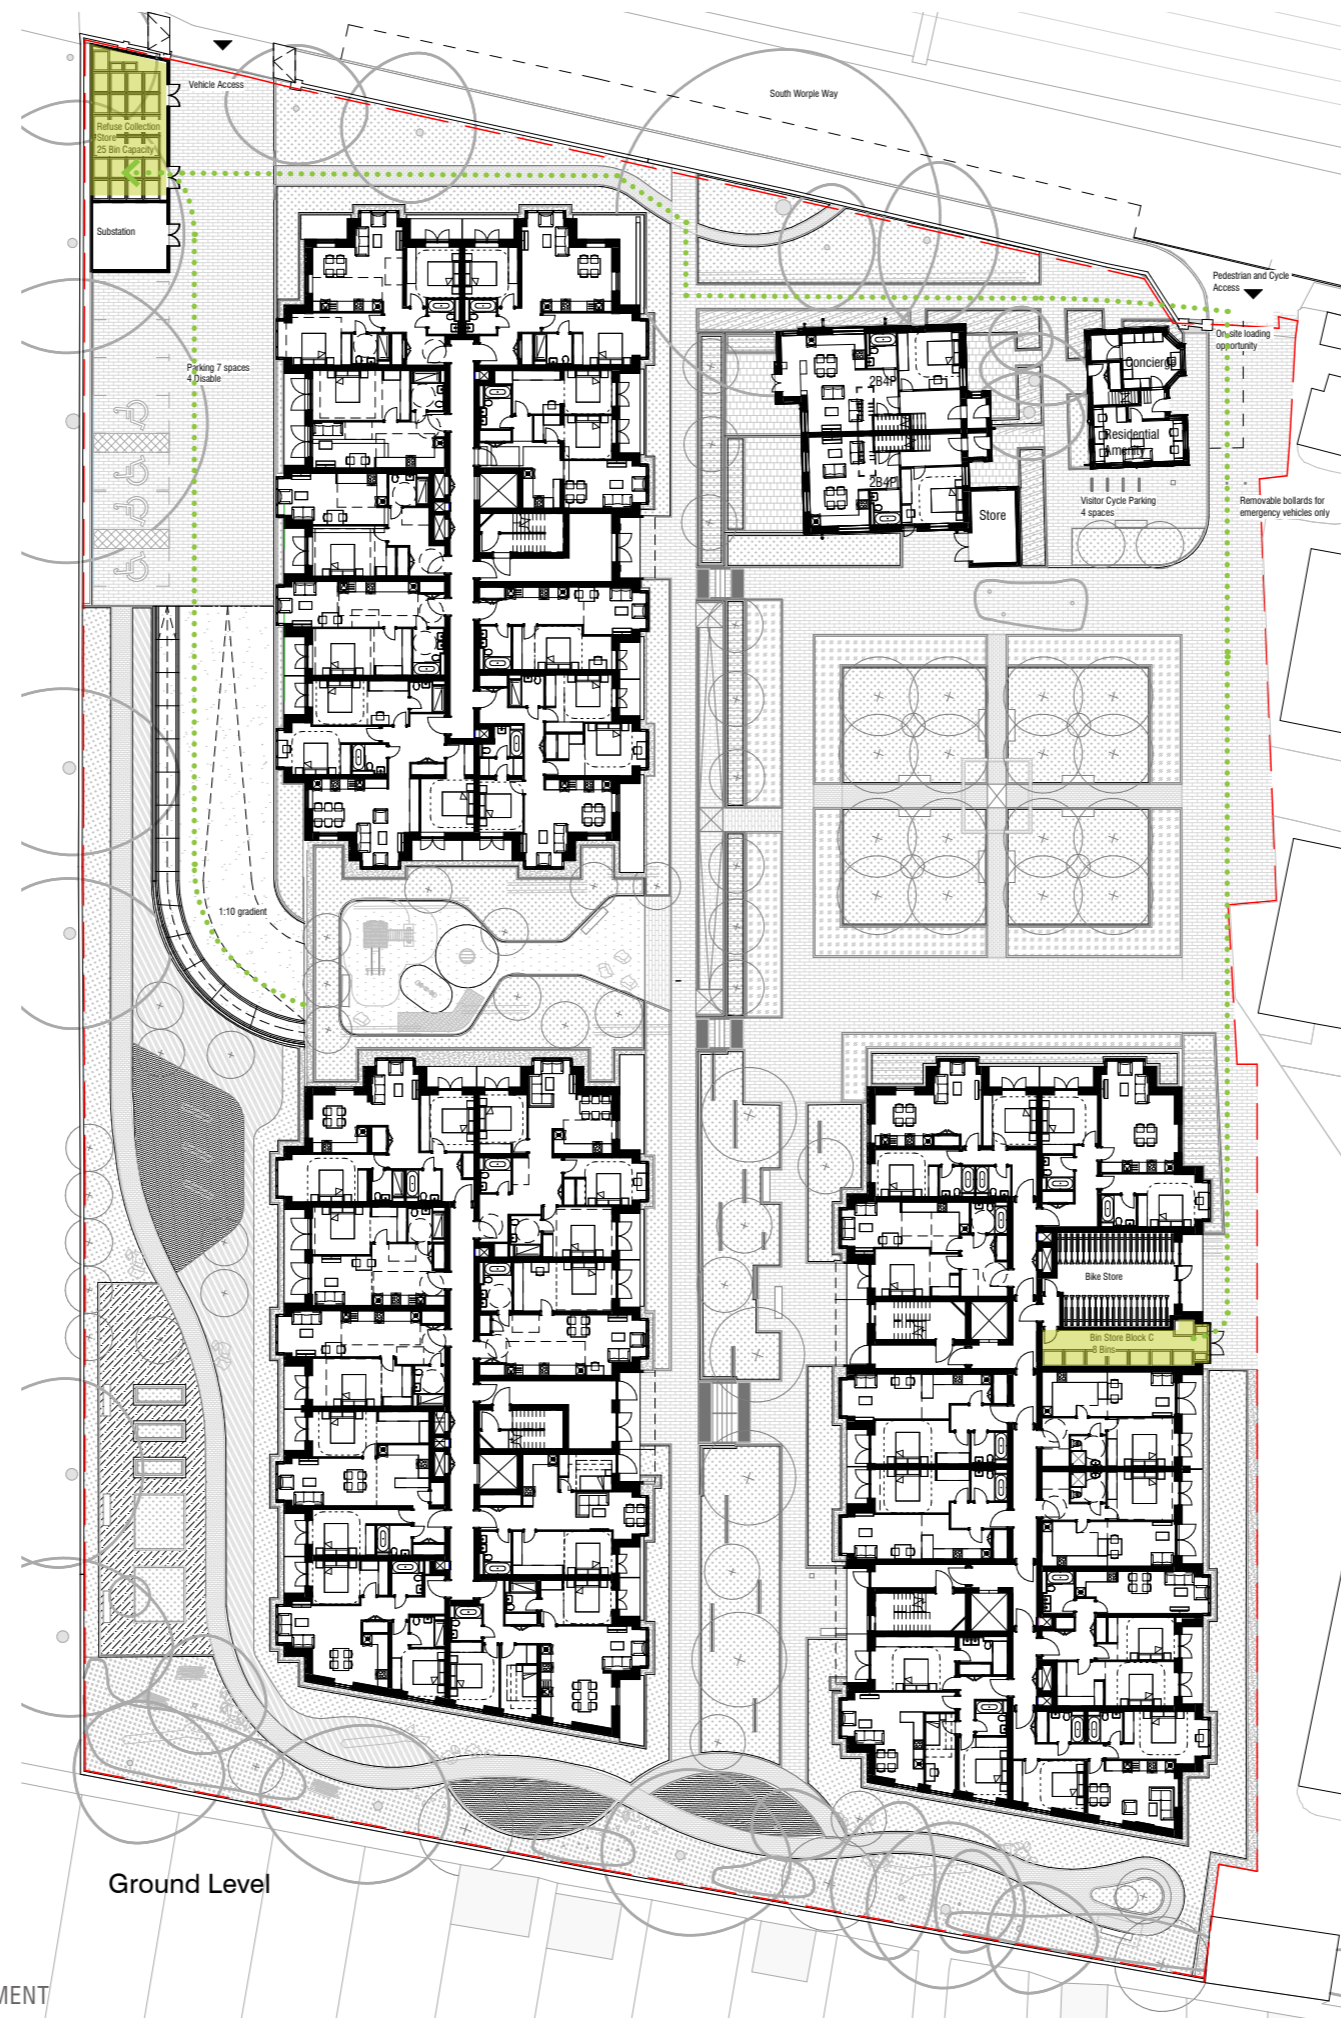 Vehicle Access
South Worple Way
Refuse Collection
Store
25 Bin Capacity
Substation
Pedestrian and Cycle
Access
On-site loading
opportunity
Parking 7 spaces
4 Disable
Concierge
2B4P
Residential
Amenity
2B4P
Store
Visitor Cycle Parking
4 spaces
Removable bollards for
emergency vehicles only
1:10 gradient
Bike Store
Bin Store Block C
8 Bins
Ground Level
MENT